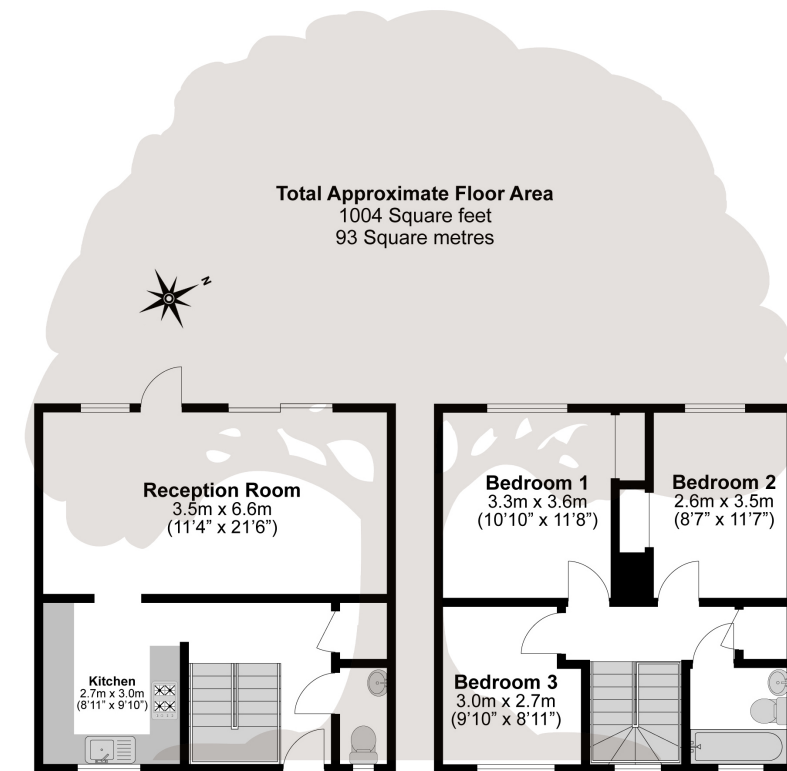 Total Approximate Floor Area
1004 Square feet
93 Square metres
N
Reception Room
3.5m x 6.6m
(11'4” x 21'6”)
Bedroom 1
3.3m x 3.6m
(10'10” x 11'8”)
Bedroom 2
2.6m x 3.5m
(8'7” x 11'7”)
Kitchen
2.7m x 3.0m
(8'11” x 9'10”)
Bedroom 3
3.0m x 2.7m
(9'10” x 8'11”)